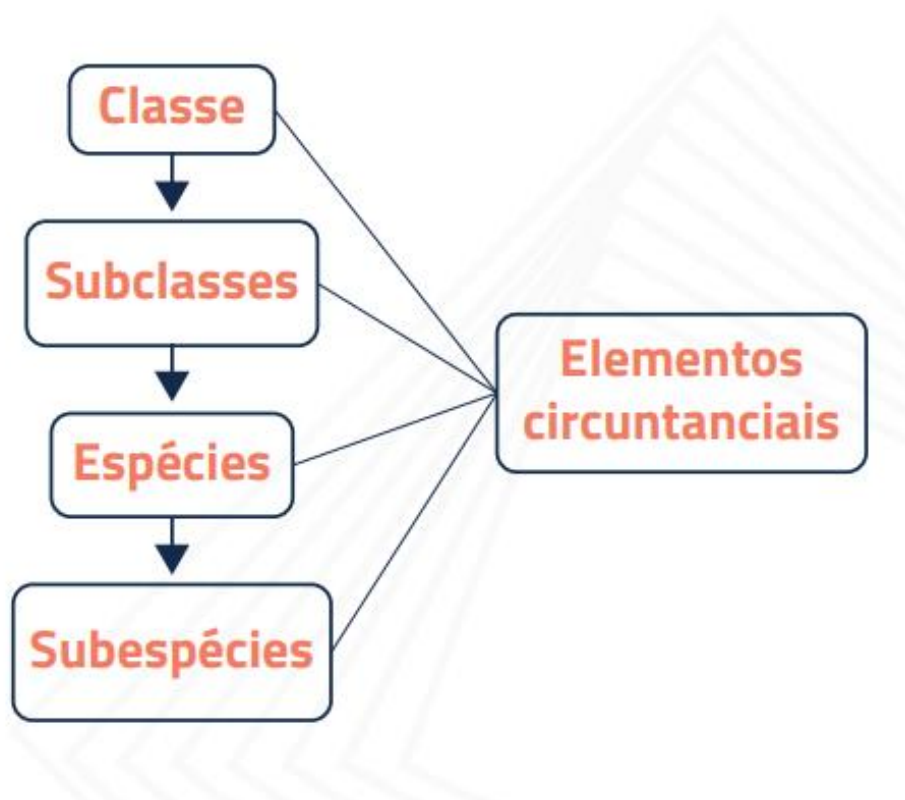 Classe
Subclasses
Espécies
Subespécies
Elementos
circuntanciais